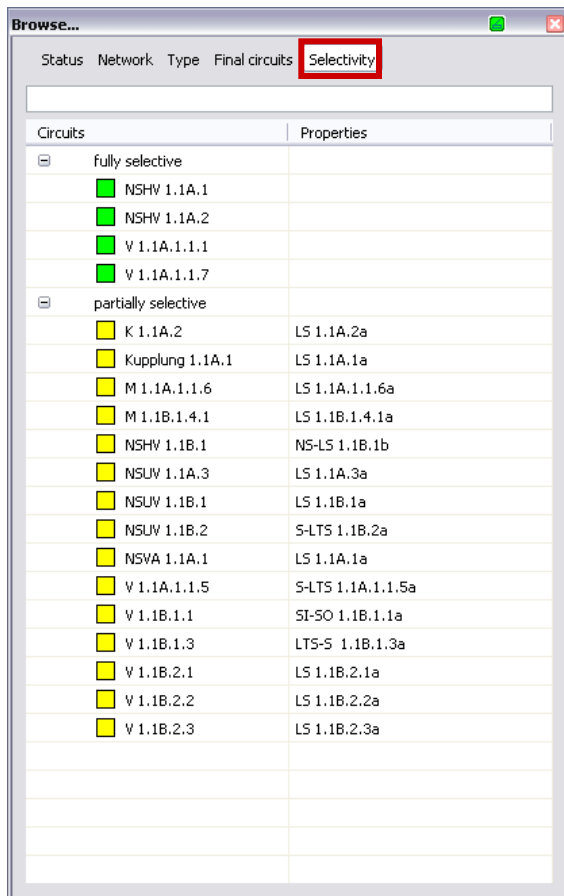 Browse...
Status Network Type Final circuits Selectivity
Circuits Properties
fully selective
NSHV 1.1A.1
NSHV 1.1A.2
V 1.1A.1.1.1
V 1.1A.1.1.7
partially selective
K 1.1A.2 LS 1.1A.2a
Kupplung 1.1A.1 LS 1.1A.1a
M 1.1A.1.1.6 LS 1.1A.1.1.6a
M 1.1B.1.4.1 LS 1.1B.1.4.1a
NSHV 1.1B.1 NS-LS 1.1B.1b
NSUV 1.1A.3 LS 1.1A.3a
NSUV 1.1B.1 LS 1.1B.1a
NSUV 1.1B.2 S-LTS 1.1B.2a
NSVA 1.1A.1 LS 1.1A.1a
V 1.1A.1.1.5 S-LTS 1.1A.1.1.5a
V 1.1B.1.1 SI-SO 1.1B.1.1a
V 1.1B.1.3 LTS-S 1.1B.1.3a
V 1.1B.2.1 LS 1.1B.2.1a
V 1.1B.2.2 LS 1.1B.2.2a
V 1.1B.2.3 LS 1.1B.2.3a